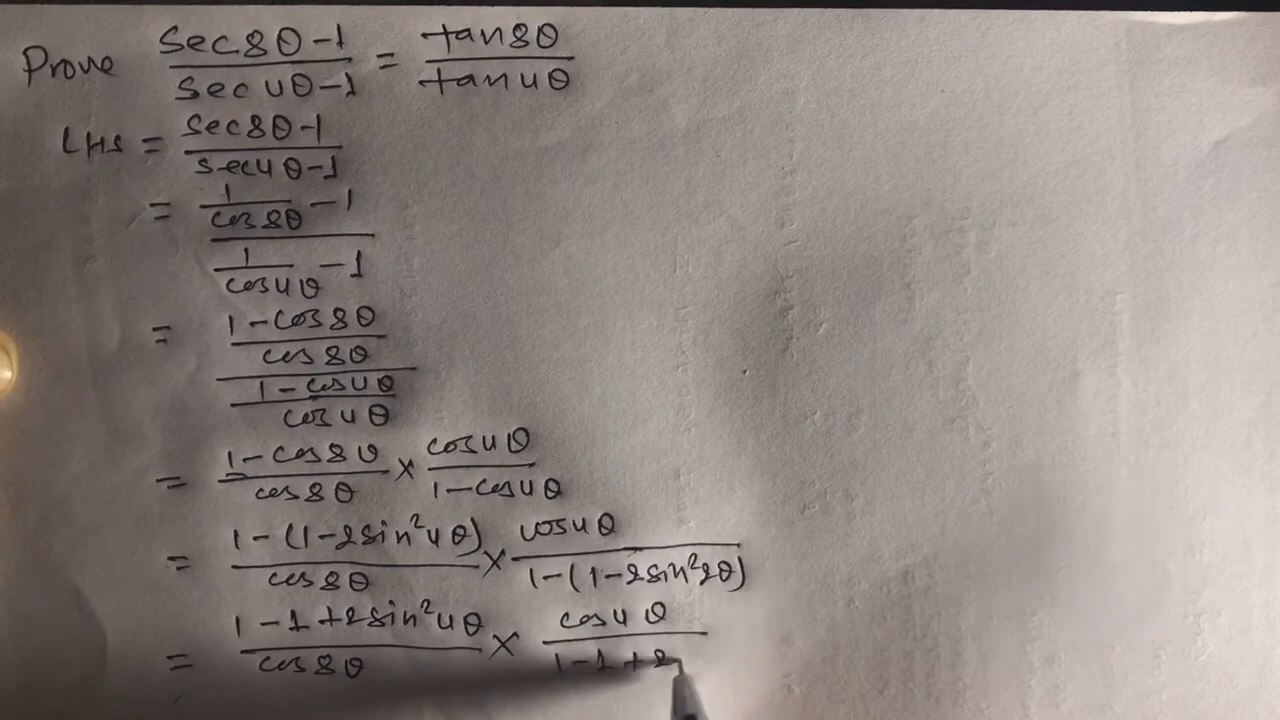 Prove (sec8θ-1)/(sec4θ-1) = tan8θ/tan4θ
LHS = (sec8θ-1)/(sec4θ-1)
= (1/cos8θ - 1)/(1/cos4θ - 1)
= ((1-cos8θ)/cos8θ)/((1-cos4θ)/cos4θ)
= (1-cos8θ)/cos8θ × cos4θ/(1-cos4θ)
= (1-(1-2sin²4θ))/cos8θ × cos4θ/(1-(1-2sin²2θ))
= (1-1+2sin²4θ)/cos8θ × cos4θ/(1-1+2